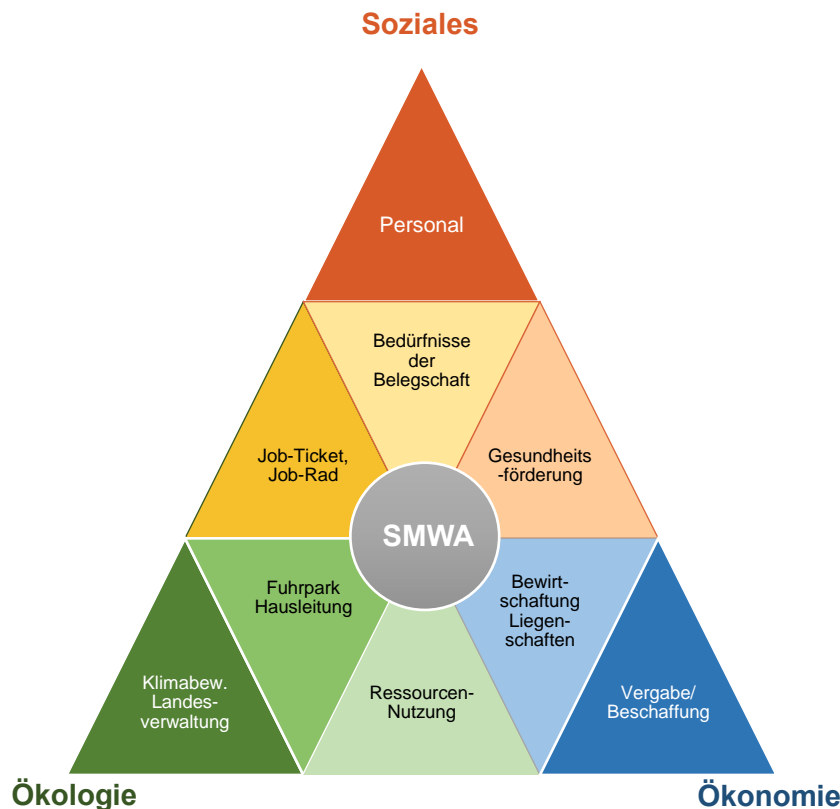 Soziales
Personal
Bedürfnisse
der
Belegschaft
Job-Ticket,
Job-Rad
Gesundheits
-förderung
SMWA
Fuhrpark
Hausleitung
Bewirt-
schaftung
Liegen-
schaften
Klimabew.
Landes-
verwaltung
Ressourcen-
Nutzung
Vergabe/
Beschaffung
Ökologie
Ökonomie